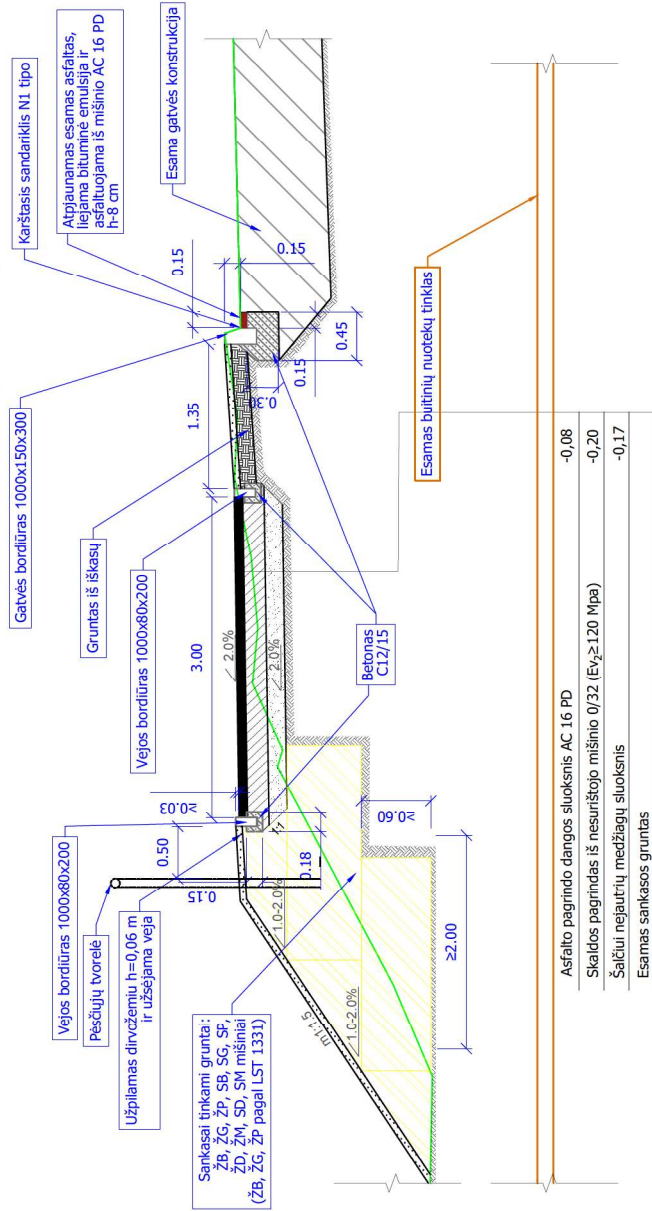 Vejos bordiūras 1000x80x200
Pėsčiųjų tvorelė
Užpilamas dirvožemiu h=0,06 m
ir užsėjama veja
Sankasai tinkami grunta:
ŽB, ŽG, ŽP, SB, SG, SP,
ŽD, ŽM, SD, SM mišiniai
(ŽB, ŽG, ŽP pagal LST 1331)
Gatvės bordiūras 1000x150x300
Gruntas iš iškasų
Vejos bordiūras 1000x80x200
Karštasis sandariklis N1 tipo
Atpjaunamas esamas asfaltas,
liejama bituminė emulsija ir
asfaltuojama iš mišinio AC 16 PD
h-8 cm
Esama gatvės konstrukcija
0.50
3.00
1.35
0.15
0.15
0.15
≥0.03
2.0%
2.0%
0.30
0.15
0.45
0.18
1:1
1.0-2.0%
m1:1.5
1.0-2.0%
≥0.60
≥2.00
Betonas
C12/15
Esamas buitinių nuotekų tinklas
Asfalto pagrindo dangos sluoksnis AC 16 PD -0,08
Skaldos pagrindas iš nesurištojo mišinio 0/32 (Ev₂≥120 Mpa) -0,20
Šalčiui nejautrių medžiagų sluoksnis -0,17
Esamas sankasos gruntas